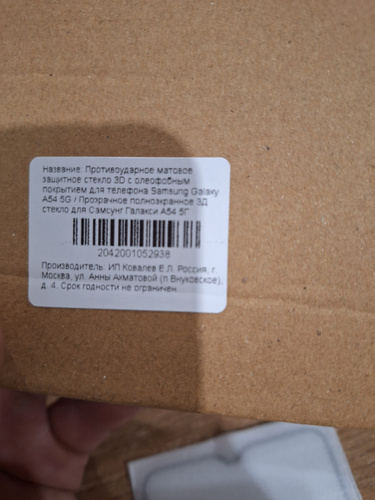 Название: Противоударное матовое
защитное стекло 3D с олеофобным
покрытием для телефона Samsung Galaxy
A54 5G / Прозрачное полноэкранное 3Д
стекло для Самсунг Галакси А54 5Г
2042001052938
Производитель: ИП Ковалев Е.Л. Россия, г.
Москва, ул. Анны Ахматовой (п Внуковское),
д. 4. Срок годности не ограничен.